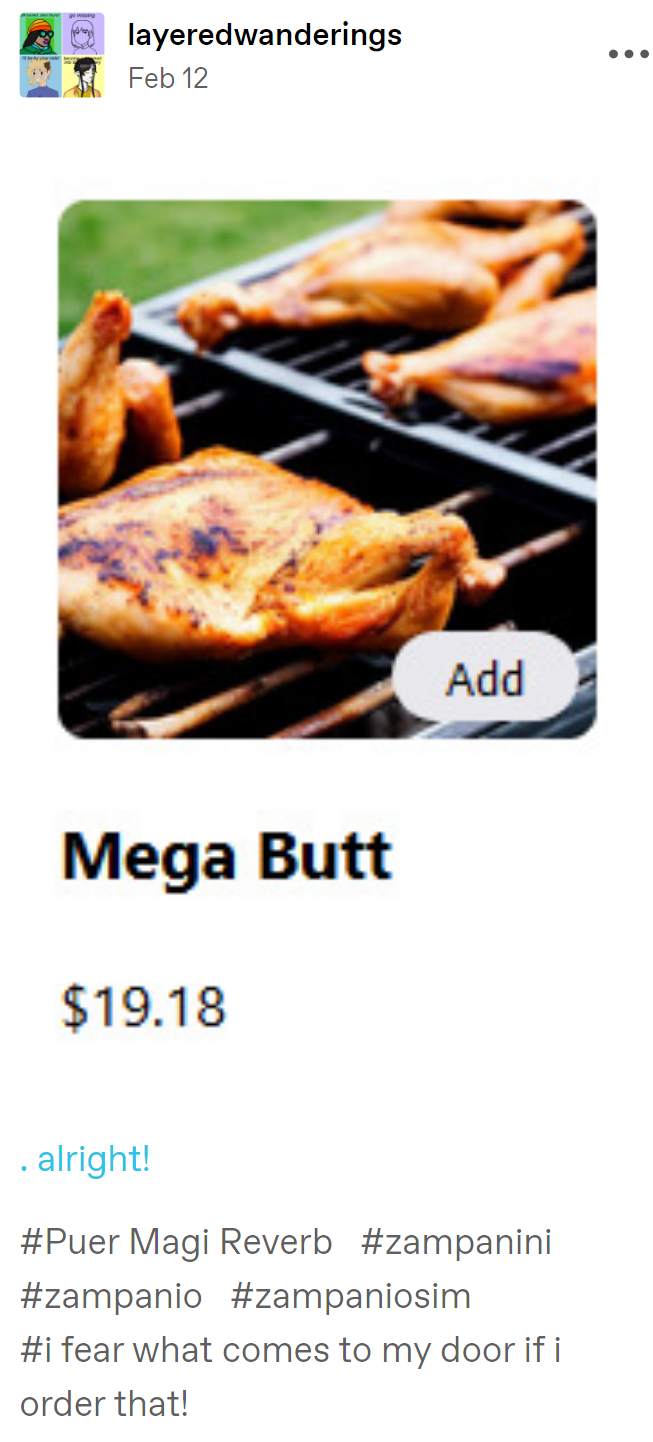 layeredwanderings
Feb 12
Add
Mega Butt
$19.18
. alright!
#Puer Magi Reverb #zampanini
#zampanio #zampaniosim
#i fear what comes to my door if i
order that!